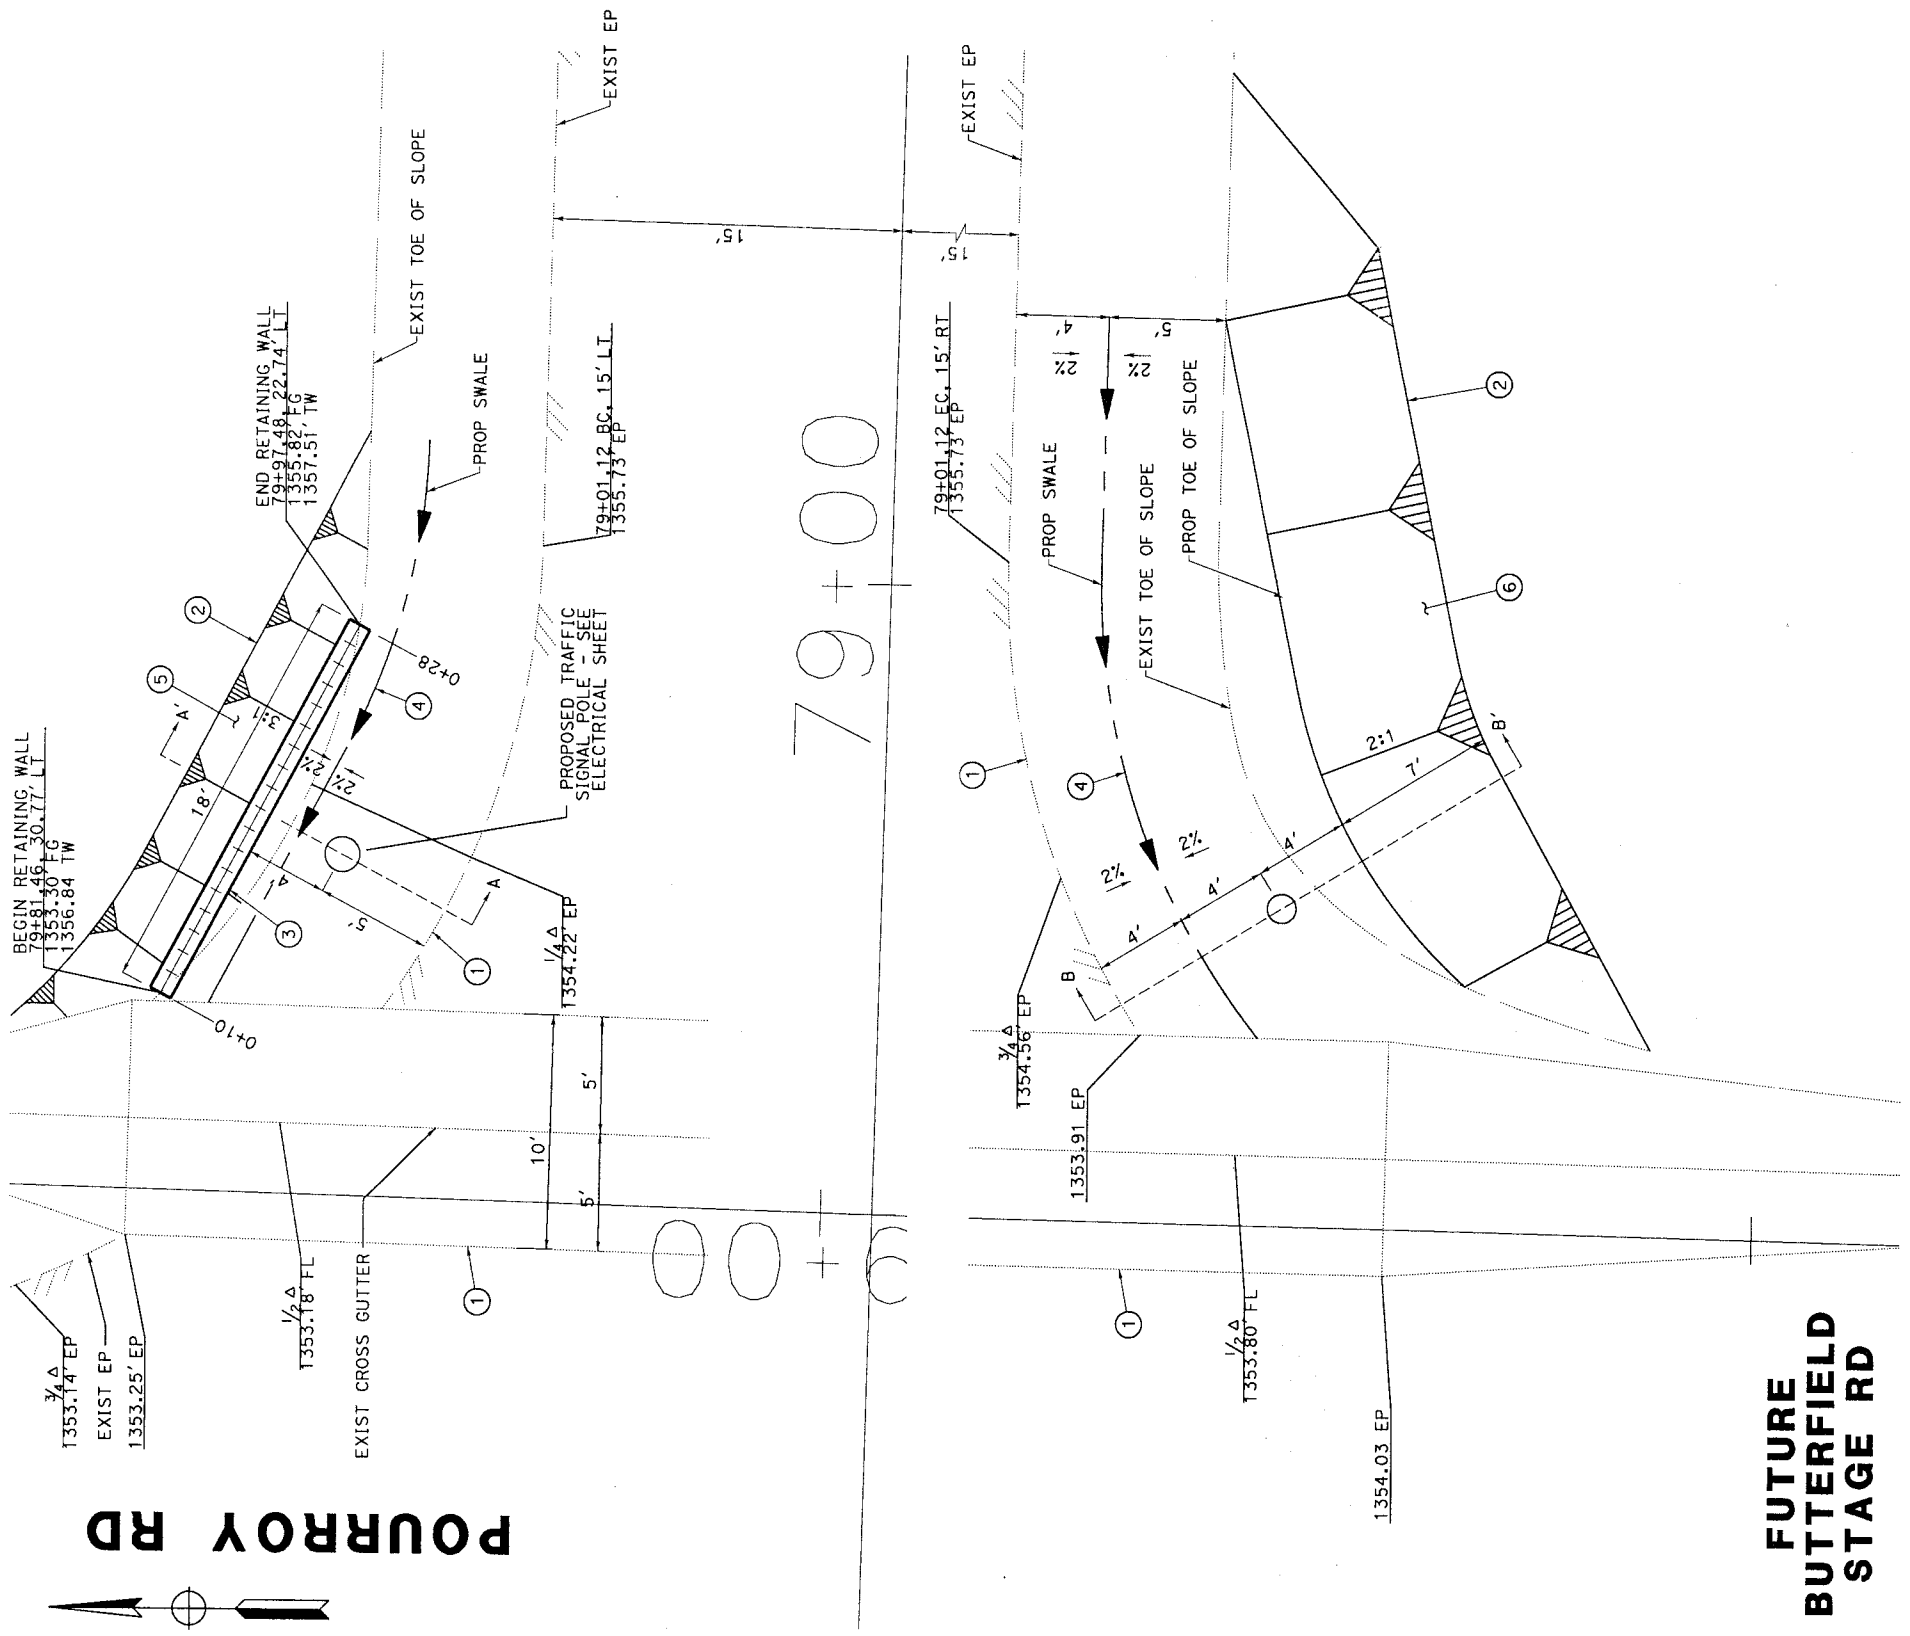 BEGIN RETAINING WALL
79+81.46, 30.77' LT
1353.30' FG
1356.84 TW
END RETAINING WALL
79+97.48, 22.74' LT
1355.82' FG
1357.51' TW
EXIST TOE OF SLOPE
EXIST EP
PROP SWALE
79+01.12 BC, 15' LT
1355.73' EP
PROPOSED TRAFFIC
SIGNAL POLE - SEE
ELECTRICAL SHEET
5
2
A'
18'
3:1
2%
2%
0+28
4
4'
5'
3
A
1
0+10
1/4 Δ
1354.22' EP
15'
15'
79+00
10'
5'
5'
1
1/2 Δ
1353.18' FL
EXIST CROSS GUTTER
3/4 Δ
1353.14' EP
EXIST EP
1353.25' EP
POURROY RD
EXIST EP
79+01.12 EC, 15' RT
1355.73' EP
4'
5'
2%
2%
PROP SWALE
EXIST TOE OF SLOPE
PROP TOE OF SLOPE
2
6
1
4
2%
2%
2:1
7'
4'
4'
4'
B'
B
3/4 Δ
1354.56' EP
1353.91 EP
1
1/2 Δ
1353.80' FL
1354.03 EP
FUTURE
BUTTERFIELD
STAGE RD